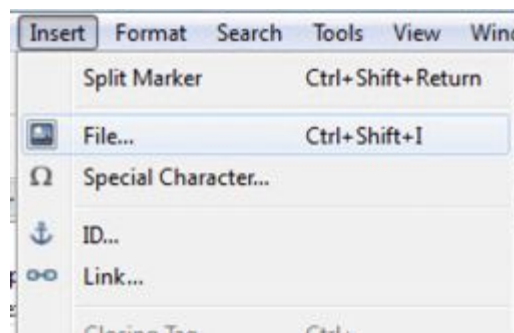 Insert Format Search Tools View
Split Marker Ctrl+Shift+Return
File... Ctrl+Shift+I
Ω Special Character...
ID...
Link...